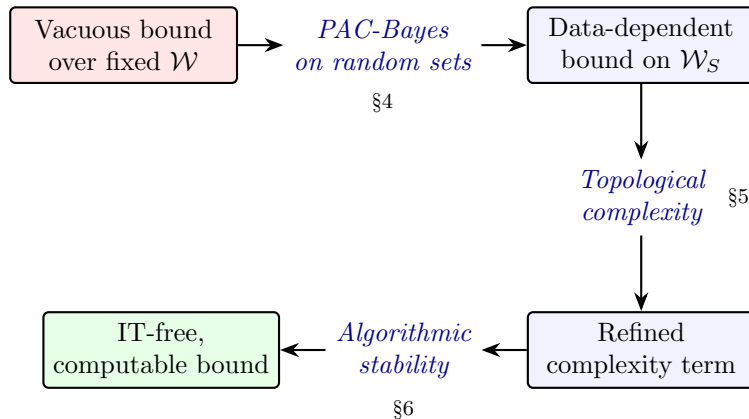 Vacuous bound
over fixed 𝒲
PAC-Bayes
on random sets
§4
Data-dependent
bound on 𝒲_S
Topological
complexity
§5
Refined
complexity term
Algorithmic
stability
§6
IT-free,
computable bound